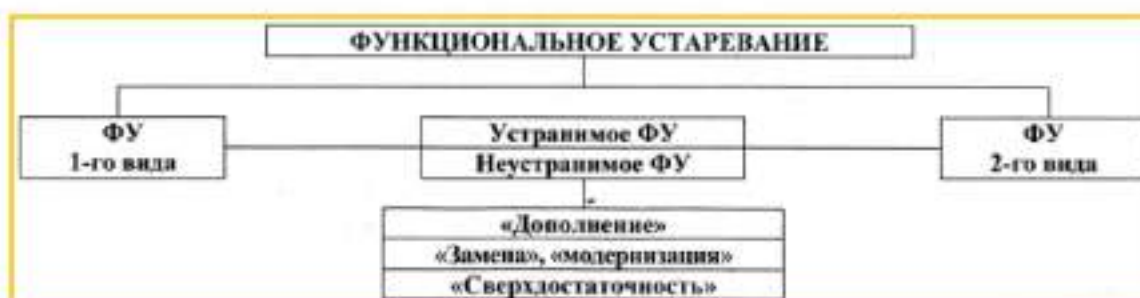 ФУНКЦИОНАЛЬНОЕ УСТАРЕВАНИЕ
ФУ
1-го вида
Устранимое ФУ
Неустранимое ФУ
ФУ
2-го вида
«Дополнение»
«Замена», «модернизация»
«Сверхдостаточность»